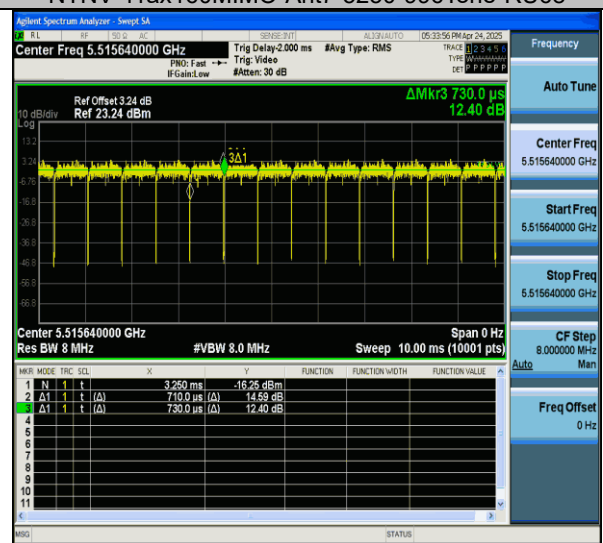 Agilent Spectrum Analyzer - Swept SA
RL RF 50 Ω AC SENSE:INT ALIGNAUTO 05:33:56 PM Apr 24, 2025
Center Freq 5.515640000 GHz
PNO: Fast
IFGain:Low
Trig Delay-2.000 ms
Trig: Video
#Atten: 30 dB
#Avg Type: RMS
TRACE 1 2 3 4 5 6
TYPE
DET P P P P P P
Frequency
Ref Offset 3.24 dB
Ref 23.24 dBm
10 dB/div
Log
ΔMkr3 730.0 µs
12.40 dB
13.2
3.24
-6.76
-16.8
-26.8
-36.8
-46.8
-56.8
-66.8
3Δ1
Center 5.515640000 GHz
Res BW 8 MHz
#VBW 8.0 MHz
Span 0 Hz
Sweep 10.00 ms (10001 pts)
MKR MODE TRC SCL X Y FUNCTION FUNCTION WIDTH FUNCTION VALUE
1 N 1 t 3.250 ms -16.25 dBm
2 Δ1 1 t (Δ) 710.0 µs (Δ) 14.59 dB
3 Δ1 1 t (Δ) 730.0 µs (Δ) 12.40 dB
4
5
6
7
8
9
10
11
MSG
STATUS
Auto Tune
Center Freq
5.515640000 GHz
Start Freq
5.515640000 GHz
Stop Freq
5.515640000 GHz
CF Step
8.000000 MHz
Auto Man
Freq Offset
0 Hz